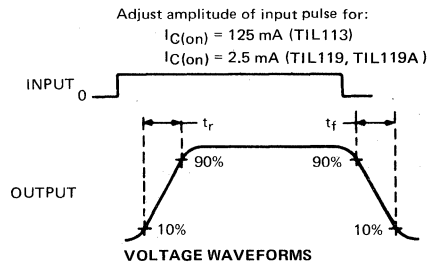 Adjust amplitude of input pulse for:
IC(on) = 125 mA (TIL113)
IC(on) = 2.5 mA (TIL119, TIL119A)
INPUT 0
tr tf
90% 90%
OUTPUT
10% 10%
VOLTAGE WAVEFORMS